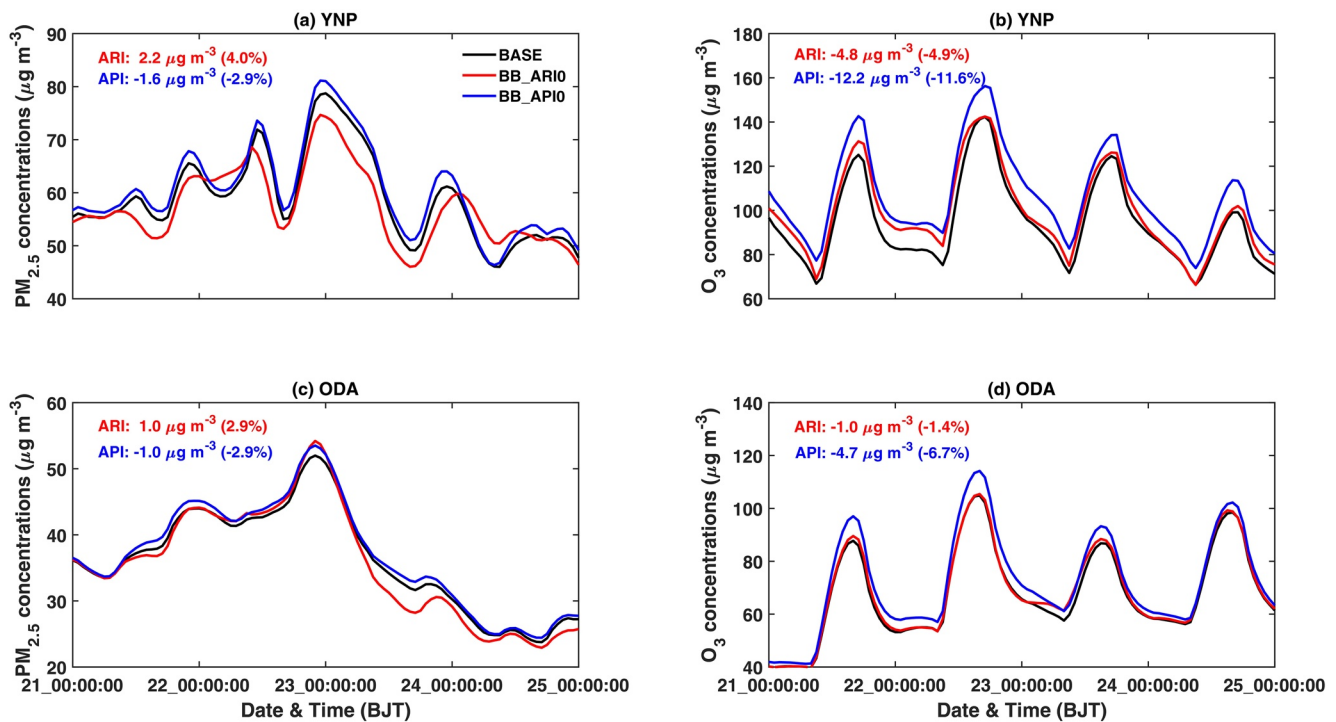 (a) YNP
PM2.5 concentrations (μg m-3)
90
80
70
60
50
40
ARI: 2.2 μg m-3 (4.0%)
API: -1.6 μg m-3 (-2.9%)
BASE
BB_ARI0
BB_API0
(b) YNP
O3 concentrations (μg m-3)
180
160
140
120
100
80
60
ARI: -4.8 μg m-3 (-4.9%)
API: -12.2 μg m-3 (-11.6%)
(c) ODA
PM2.5 concentrations (μg m-3)
60
50
40
30
20
ARI: 1.0 μg m-3 (2.9%)
API: -1.0 μg m-3 (-2.9%)
21_00:00:00 22_00:00:00 23_00:00:00 24_00:00:00 25_00:00:00
Date & Time (BJT)
(d) ODA
O3 concentrations (μg m-3)
140
120
100
80
60
40
ARI: -1.0 μg m-3 (-1.4%)
API: -4.7 μg m-3 (-6.7%)
21_00:00:00 22_00:00:00 23_00:00:00 24_00:00:00 25_00:00:00
Date & Time (BJT)